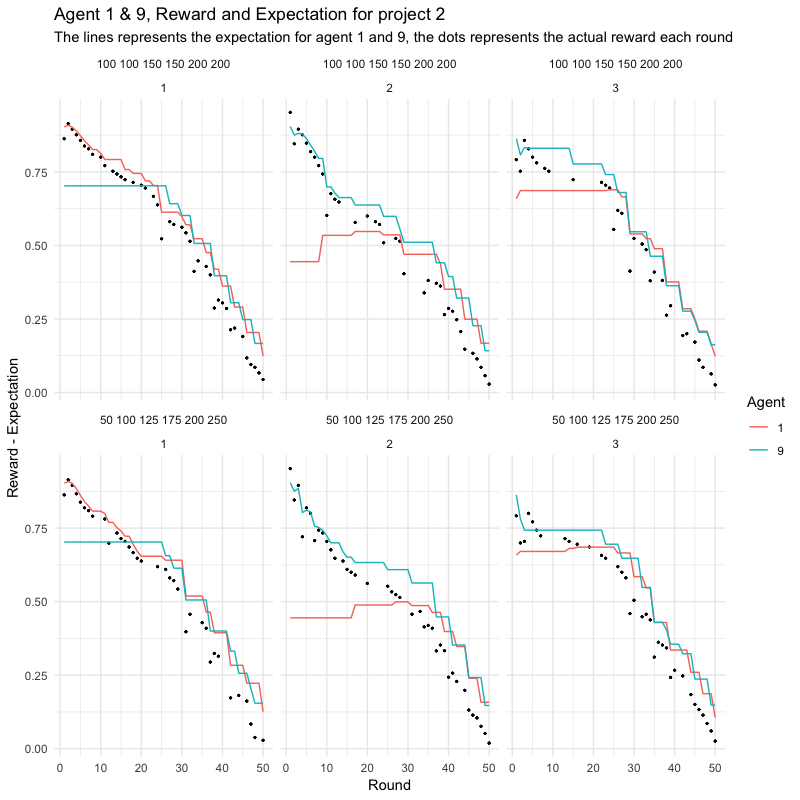 Agent 1 & 9, Reward and Expectation for project 2
The lines represents the expectation for agent 1 and 9, the dots represents the actual reward each round
100 100 150 150 200 200
100 100 150 150 200 200
100 100 150 150 200 200
1
2
3
0.75
0.50
0.25
0.00
50 100 125 175 200 250
50 100 125 175 200 250
50 100 125 175 200 250
1
2
3
0.75
0.50
0.25
0.00
0 10 20 30 40 50
0 10 20 30 40 50
0 10 20 30 40 50
Round
Reward - Expectation
Agent
1
9